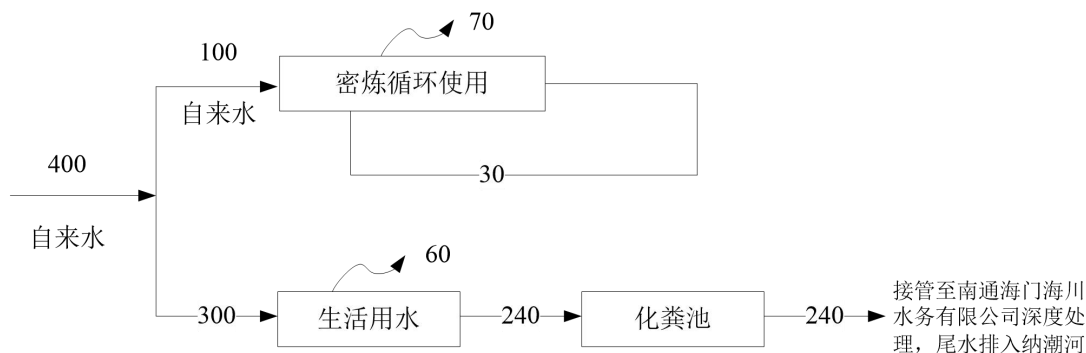 70
100
密炼循环使用
自来水
400
30
自来水
60
300
生活用水
240
化粪池
240
接管至南通海门海川
水务有限公司深度处
理，尾水排入纳潮河